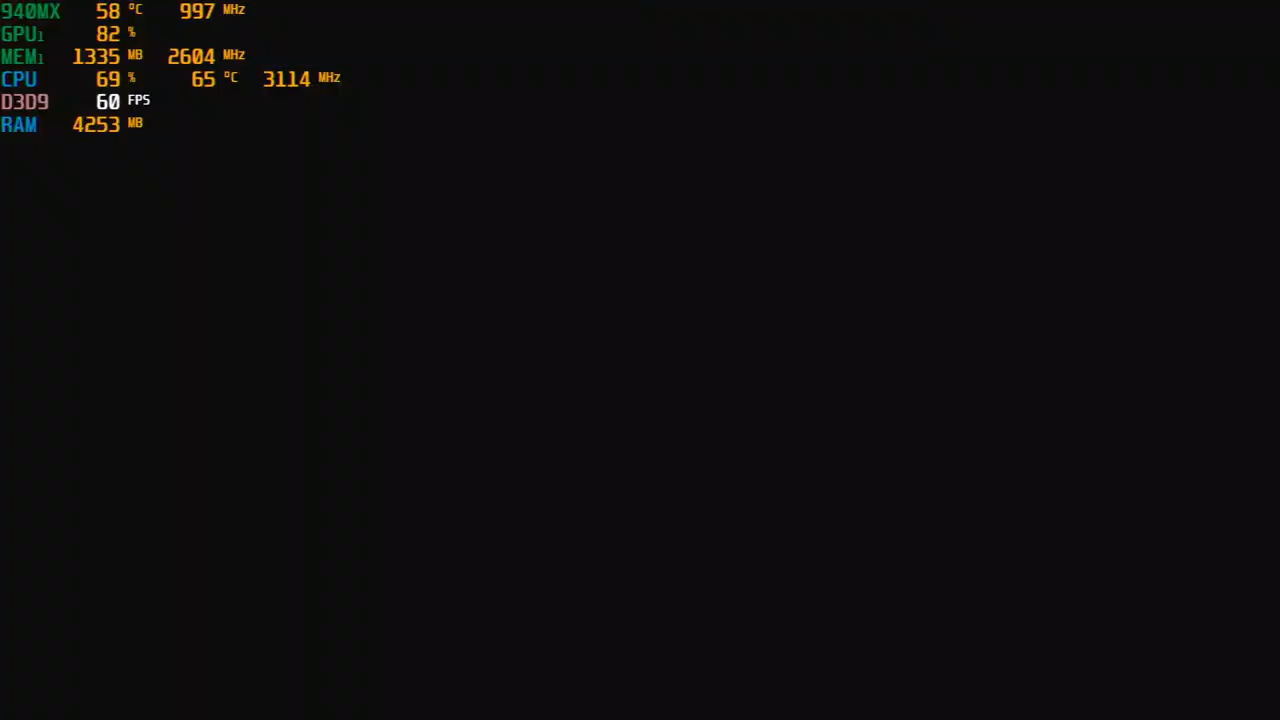 940MX 58 °C 997 MHz
GPU1 82 %
MEM1 1335 MB 2604 MHz
CPU 69 % 65 °C 3114 MHz
D3D9 60 FPS
RAM 4253 MB